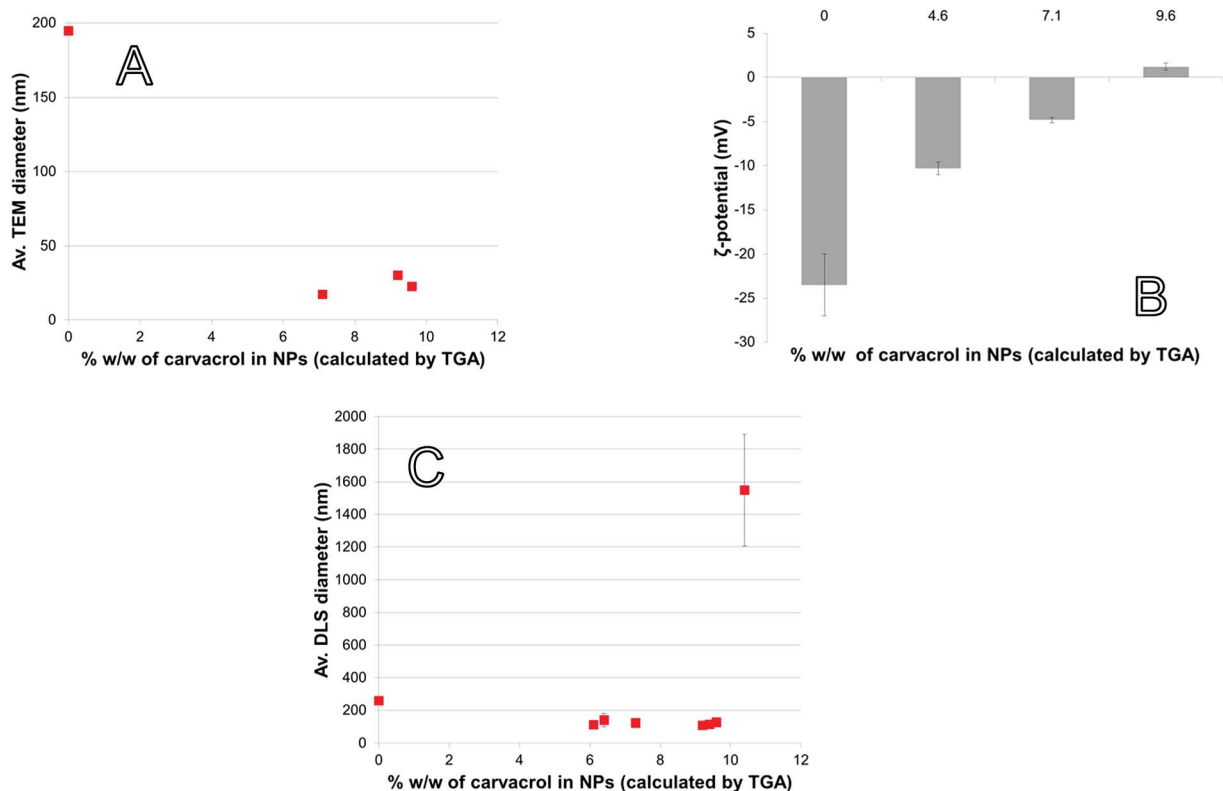 A
Av. TEM diameter (nm)
200
150
100
50
0
0 2 4 6 8 10 12
% w/w of carvacrol in NPs (calculated by TGA)
0 4.6 7.1 9.6
B
ζ-potential (mV)
5
0
-5
-10
-15
-20
-25
-30
% w/w of carvacrol in NPs (calculated by TGA)
C
Av. DLS diameter (nm)
2000
1800
1600
1400
1200
1000
800
600
400
200
0
0 2 4 6 8 10 12
% w/w of carvacrol in NPs (calculated by TGA)